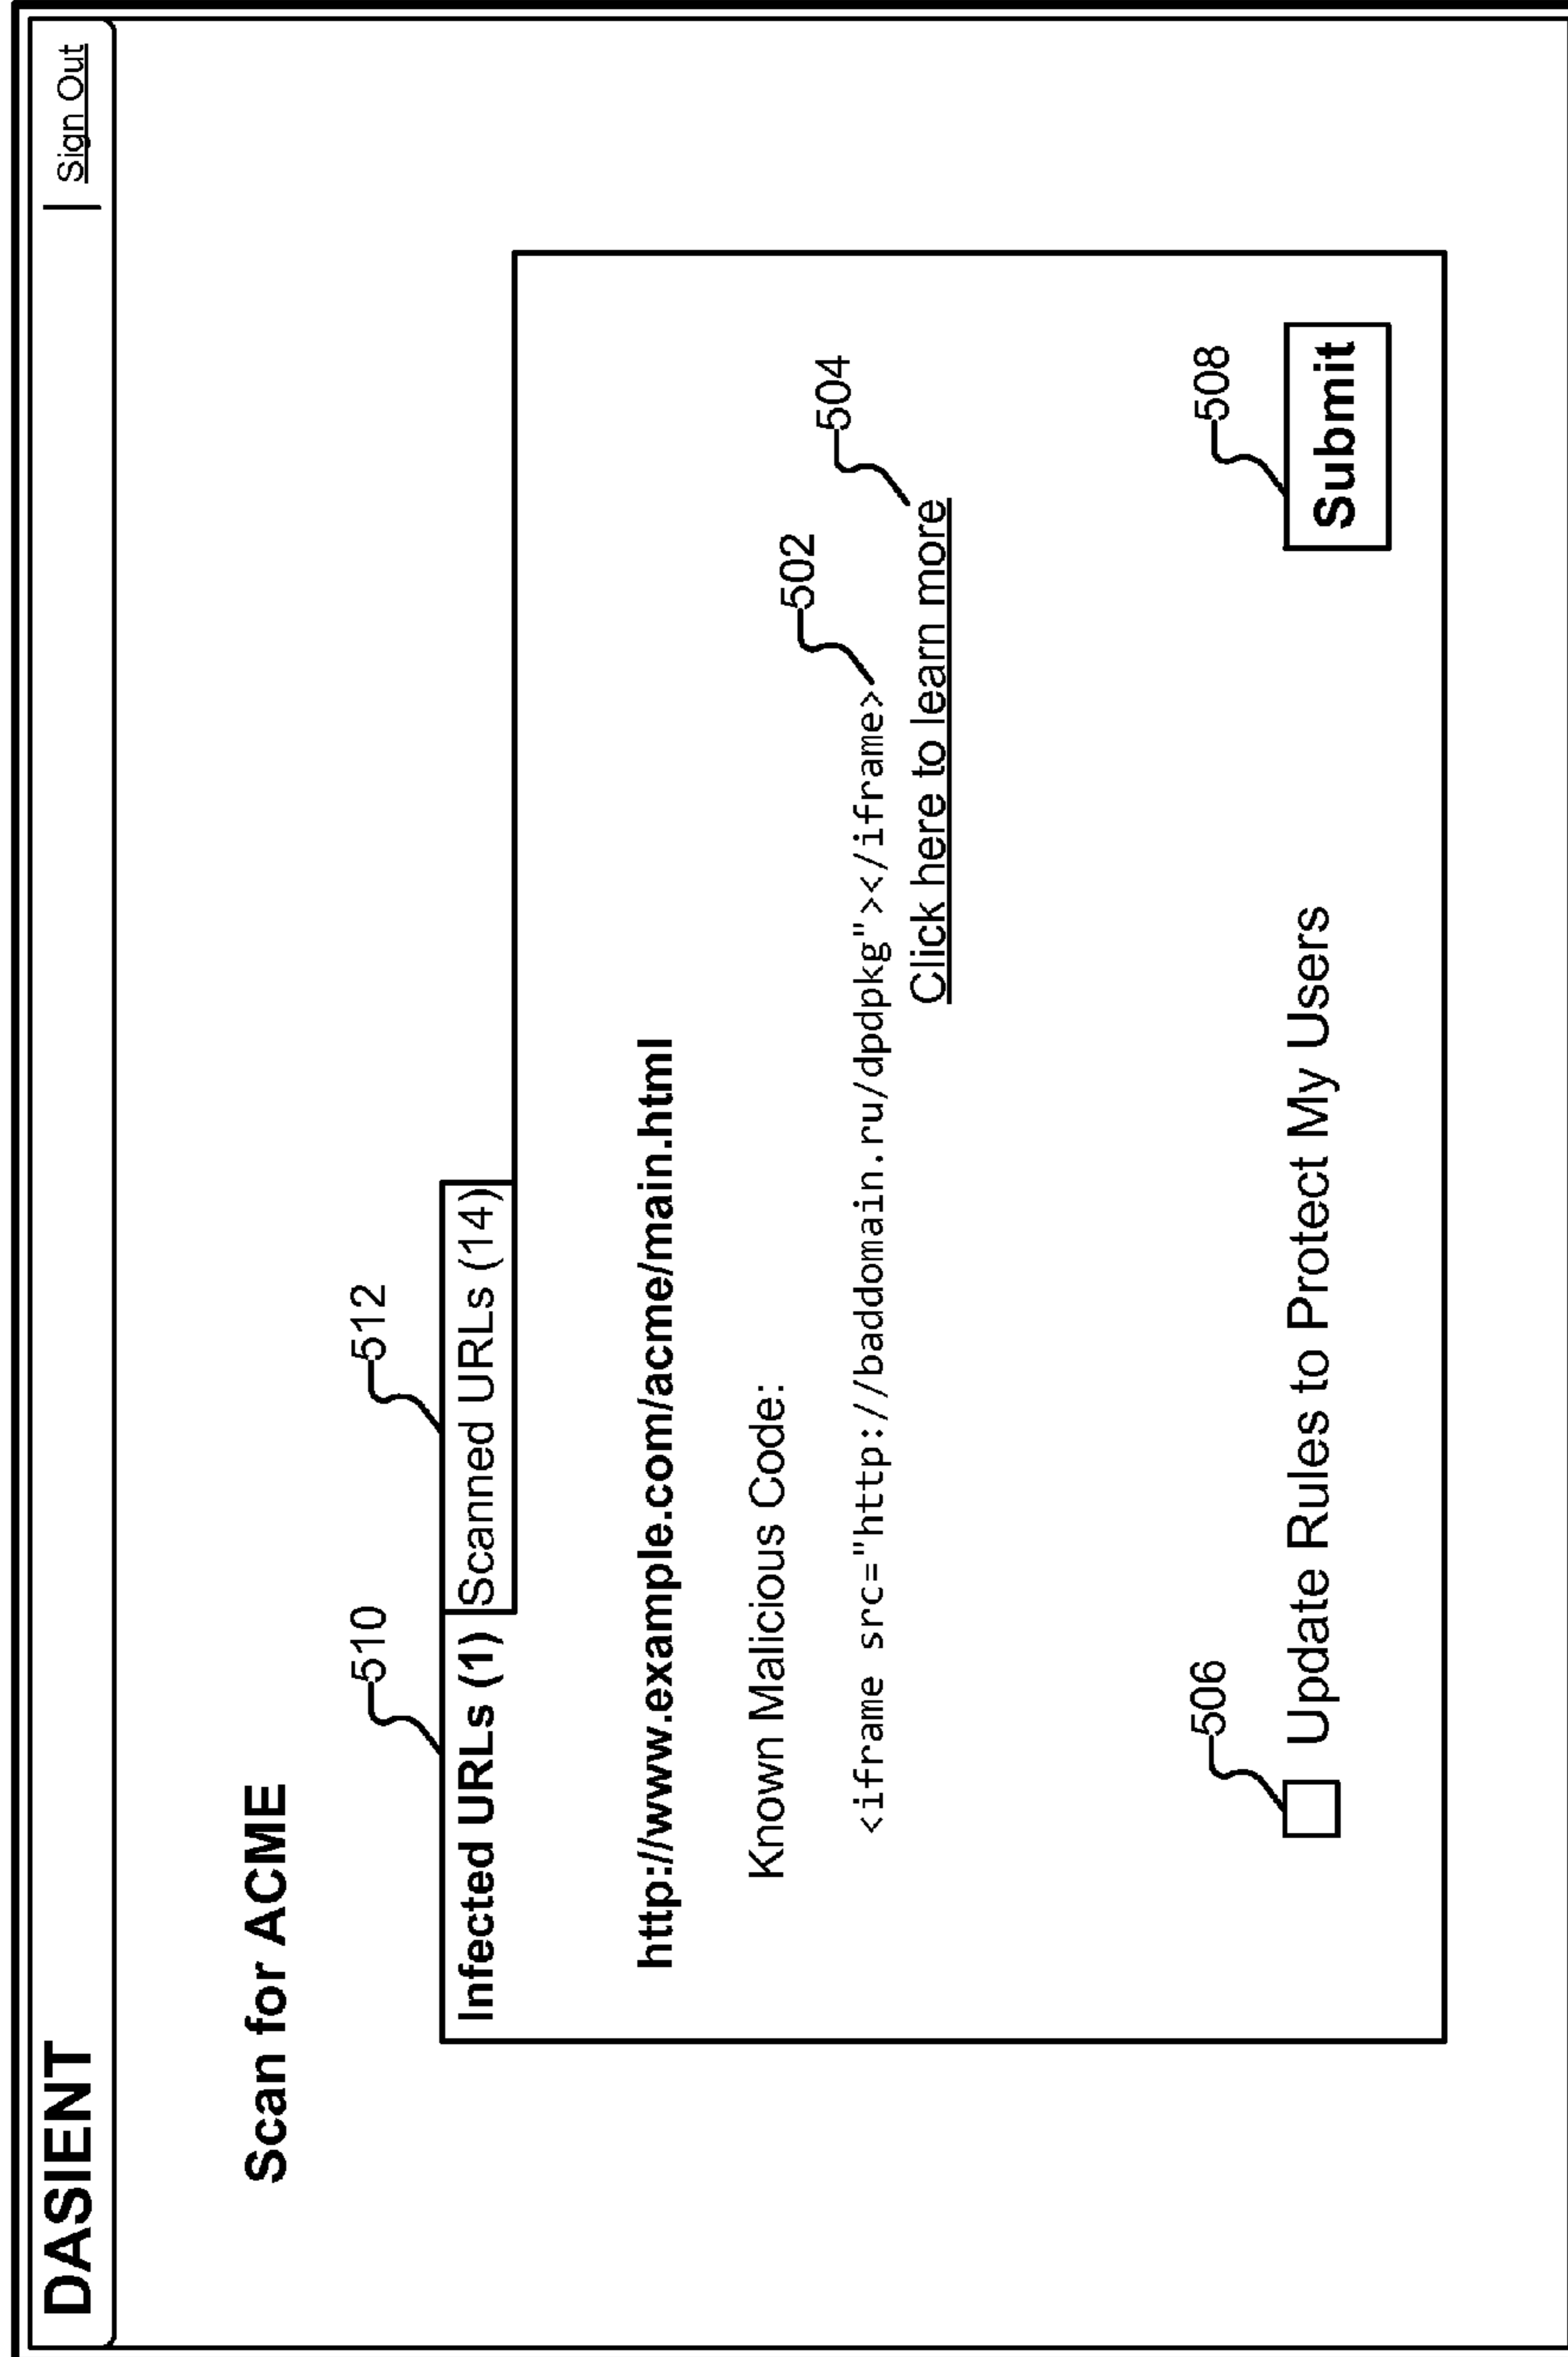 DASIENT
Sign Out
Scan for ACME
510
512
Infected URLs (1)
Scanned URLs (14)
http://www.example.com/acme/main.html
Known Malicious Code:
502
<iframe src="http://baddomain.ru/dpdpkg"></iframe>
504
Click here to learn more
506
508
Update Rules to Protect My Users
Submit